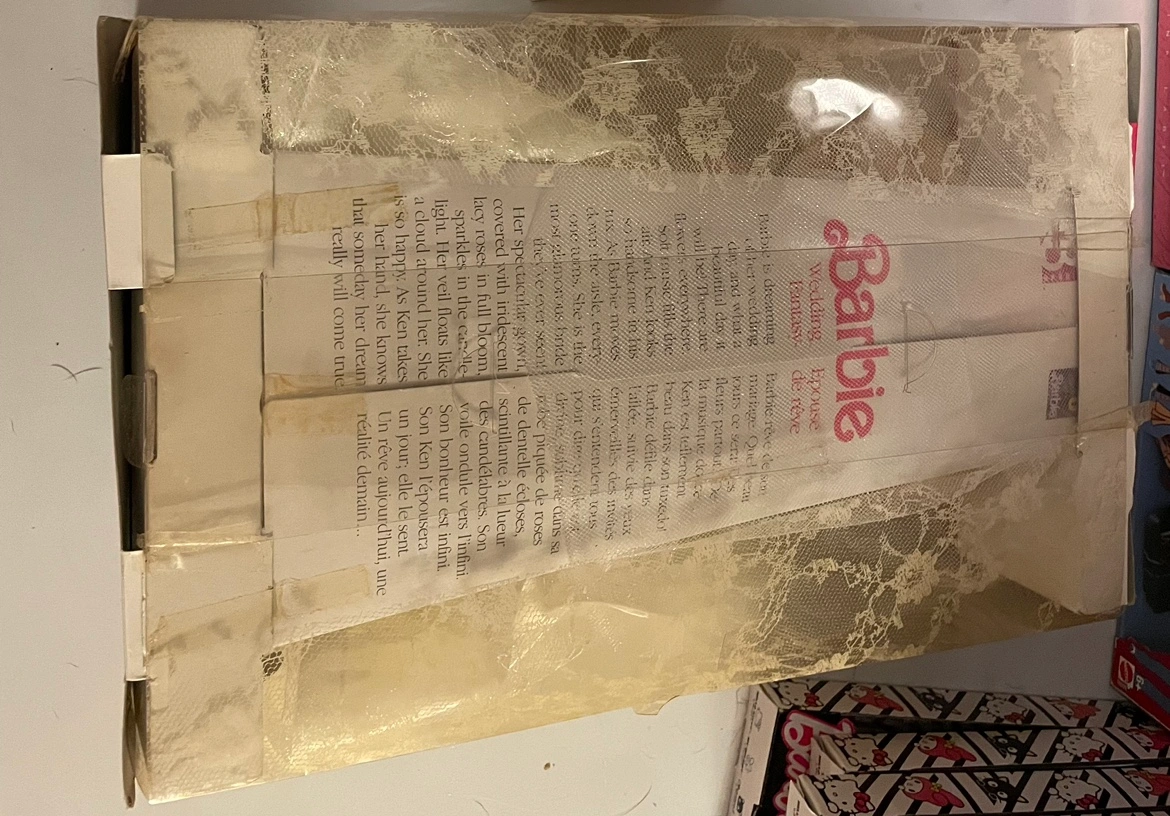 Barbie
Wedding
Fantasy
Epouse
de rêve
Barbie is dreaming
of her wedding
day and what a
beautiful day it
will be! There are
flowers everywhere,
soft music fills the
air, and Ken looks
so handsome in his
tux. As Barbie moves
down the aisle, every-
one turns. She is the
most glamorous bride
they've ever seen!
Her spectacular gown,
covered with iridescent
lacy roses in full bloom,
sparkles in the candle-
light. Her veil floats like
a cloud around her. She
is so happy. As Ken takes
her hand, she knows
that someday her dream
really will come true.
Barbie rêve de son
mariage. Quel beau
jour ce sera! Des
fleurs partout. De
la musique douce
Ken est tellement
beau dans son tuxedo!
Barbie défile dans
l'allée, suivie des yeux
émerveillés des invités
qui s'entendent tous
pour dire qu'elle est
divine, sublime dans sa
robe piquée de roses
de dentelle écloses,
scintillante à la lueur
des candélabres. Son
voile ondule vers l'infini.
Son bonheur est infini.
Son Ken l'épousera
un jour; elle le sent.
Un rêve aujourd'hui, une
réalité demain...
6+